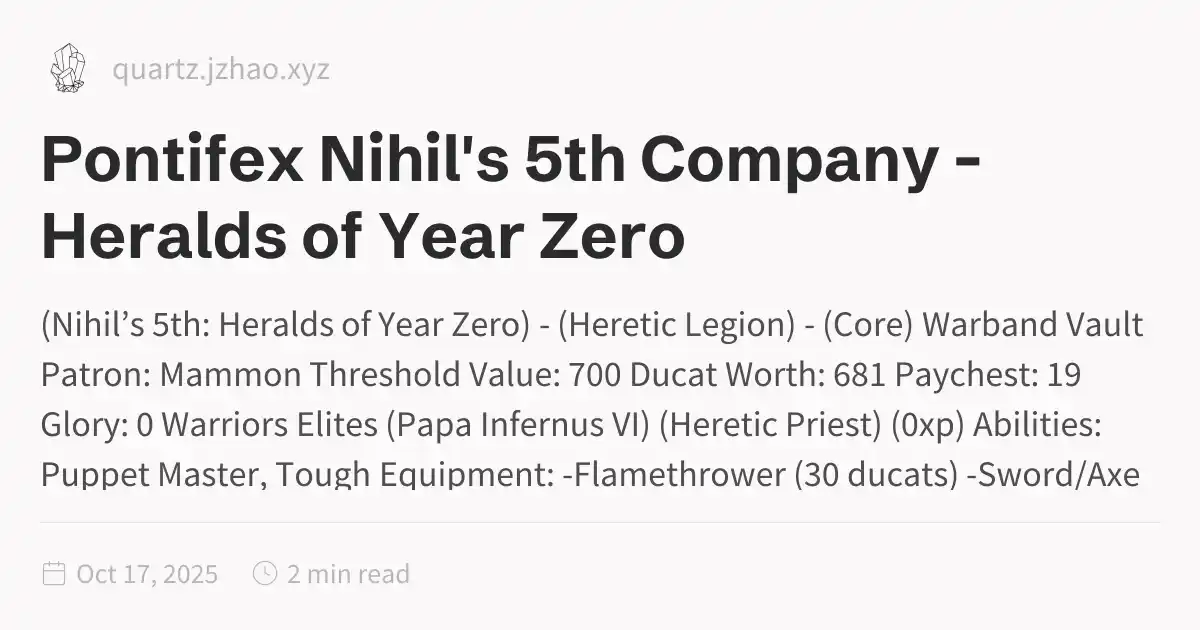 quartz.jzhao.xyz
Pontifex Nihil's 5th Company -
Heralds of Year Zero
(Nihil’s 5th: Heralds of Year Zero) - (Heretic Legion) - (Core) Warband Vault
Patron: Mammon Threshold Value: 700 Ducat Worth: 681 Paychest: 19
Glory: 0 Warriors Elites (Papa Infernus VI) (Heretic Priest) (0xp) Abilities:
Puppet Master, Tough Equipment: -Flamethrower (30 ducats) -Sword/Axe
Oct 17, 2025
2 min read